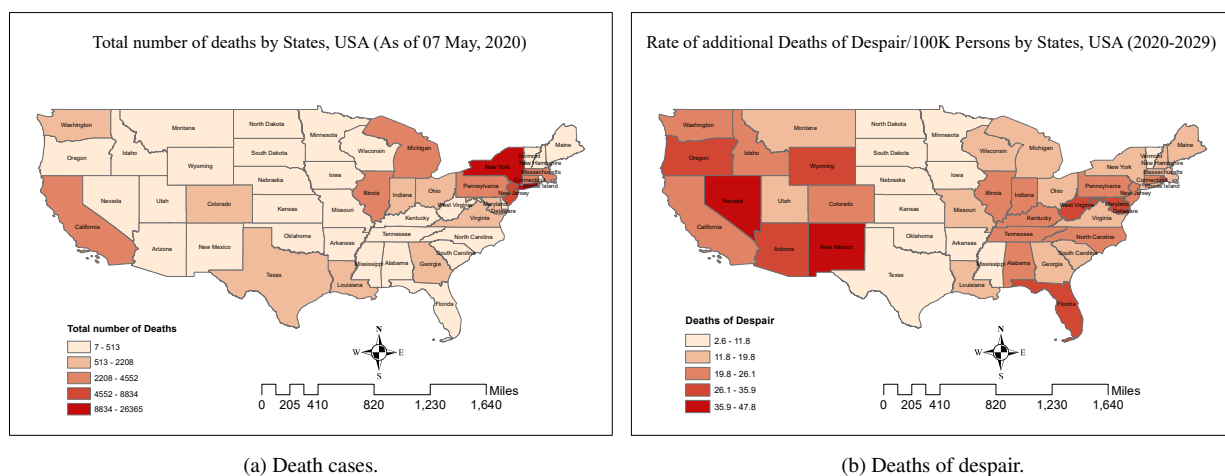 Total number of deaths by States, USA (As of 07 May, 2020)
Washington
Oregon
Idaho
Montana
North Dakota
Minnesota
Wyoming
South Dakota
Wisconsin
Michigan
Nevada
Utah
Colorado
Nebraska
Iowa
Illinois
Indiana
Ohio
Pennsylvania
New York
Vermont
New Hampshire
Maine
Massachusetts
Connecticut
Rhode Island
New Jersey
Maryland
Delaware
West Virginia
Virginia
California
Arizona
New Mexico
Kansas
Missouri
Kentucky
Oklahoma
Arkansas
Tennessee
North Carolina
South Carolina
Texas
Louisiana
Mississippi
Alabama
Georgia
Florida
Total number of Deaths
7 - 513
513 - 2208
2208 - 4552
4552 - 8834
8834 - 26365
N
W
E
S
Miles
0 205 410 820 1,230 1,640
(a) Death cases.
Rate of additional Deaths of Despair/100K Persons by States, USA (2020-2029)
Washington
Oregon
Idaho
Montana
North Dakota
Minnesota
Wyoming
South Dakota
Wisconsin
Michigan
Nevada
Utah
Colorado
Nebraska
Iowa
Illinois
Indiana
Ohio
Pennsylvania
New York
Vermont
New Hampshire
Maine
Massachusetts
Connecticut
Rhode Island
New Jersey
Maryland
Delaware
West Virginia
Virginia
California
Arizona
New Mexico
Kansas
Missouri
Kentucky
Oklahoma
Arkansas
Tennessee
North Carolina
South Carolina
Texas
Louisiana
Mississippi
Alabama
Georgia
Florida
Deaths of Despair
2.6 - 11.8
11.8 - 19.8
19.8 - 26.1
26.1 - 35.9
35.9 - 47.8
N
W
E
S
Miles
0 205 410 820 1,230 1,640
(b) Deaths of despair.